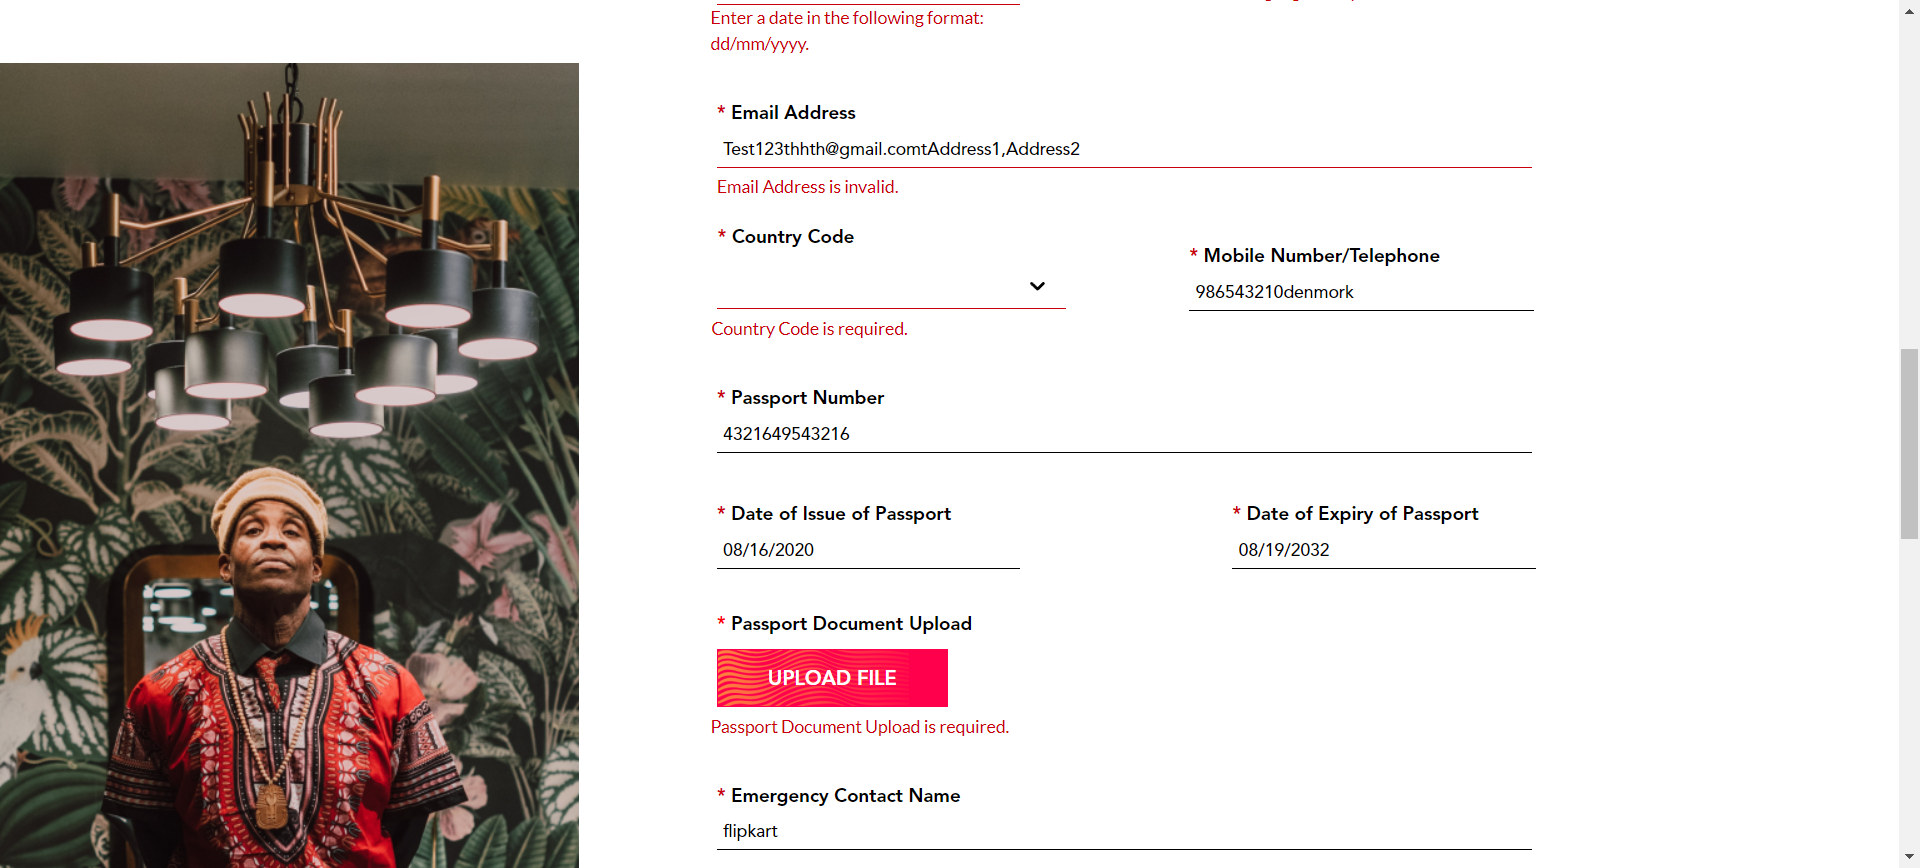 Enter a date in the following format:
dd/mm/yyyy.
* Email Address
Test123thhth@gmail.comtAddress1,Address2
Email Address is invalid.
* Country Code
* Mobile Number/Telephone
986543210denmork
Country Code is required.
* Passport Number
4321649543216
* Date of Issue of Passport
* Date of Expiry of Passport
08/16/2020
08/19/2032
* Passport Document Upload
UPLOAD FILE
Passport Document Upload is required.
* Emergency Contact Name
flipkart